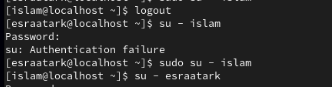 [islam@localhost ~]$ logout
[esraatark@localhost ~]$ su - islam
Password:
su: Authentication failure
[esraatark@localhost ~]$ sudo su - islam
[islam@localhost ~]$ su - esraatark